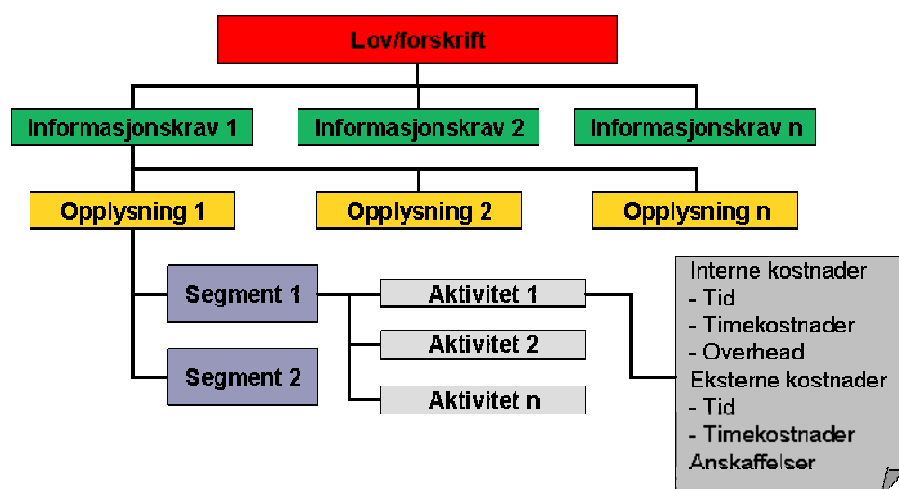 Lov/forskrift
Informasjonskrav 1
Informasjonskrav 2
Informasjonskrav n
Opplysning 1
Opplysning 2
Opplysning n
Segment 1
Segment 2
Aktivitet 1
Aktivitet 2
Aktivitet n
Interne kostnader
- Tid
- Timekostnader
- Overhead
Eksterne kostnader
- Tid
- Timekostnader
Anskaffelser